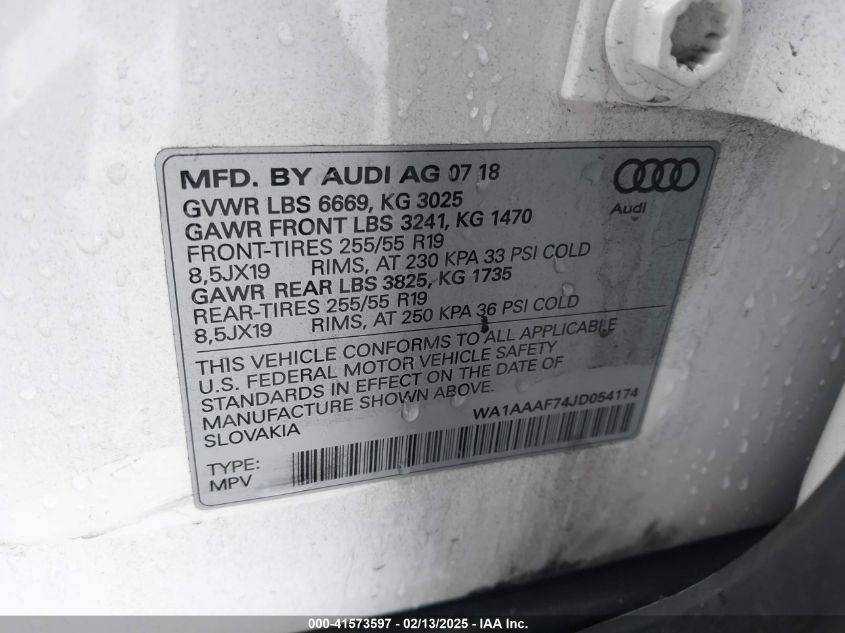 MFD. BY AUDI AG 07 18
Audi
GVWR LBS 6669, KG 3025
GAWR FRONT LBS 3241, KG 1470
FRONT-TIRES 255/55 R19
8,5JX19 RIMS, AT 230 KPA 33 PSI COLD
GAWR REAR LBS 3825, KG 1735
REAR-TIRES 255/55 R19
8,5JX19 RIMS, AT 250 KPA 36 PSI COLD
THIS VEHICLE CONFORMS TO ALL APPLICABLE
U.S. FEDERAL MOTOR VEHICLE SAFETY
STANDARDS IN EFFECT ON THE DATE OF
MANUFACTURE SHOWN ABOVE.
SLOVAKIA
WA1AAAF74JD054174
TYPE:
MPV
000-41573597 - 02/13/2025 - IAA Inc.